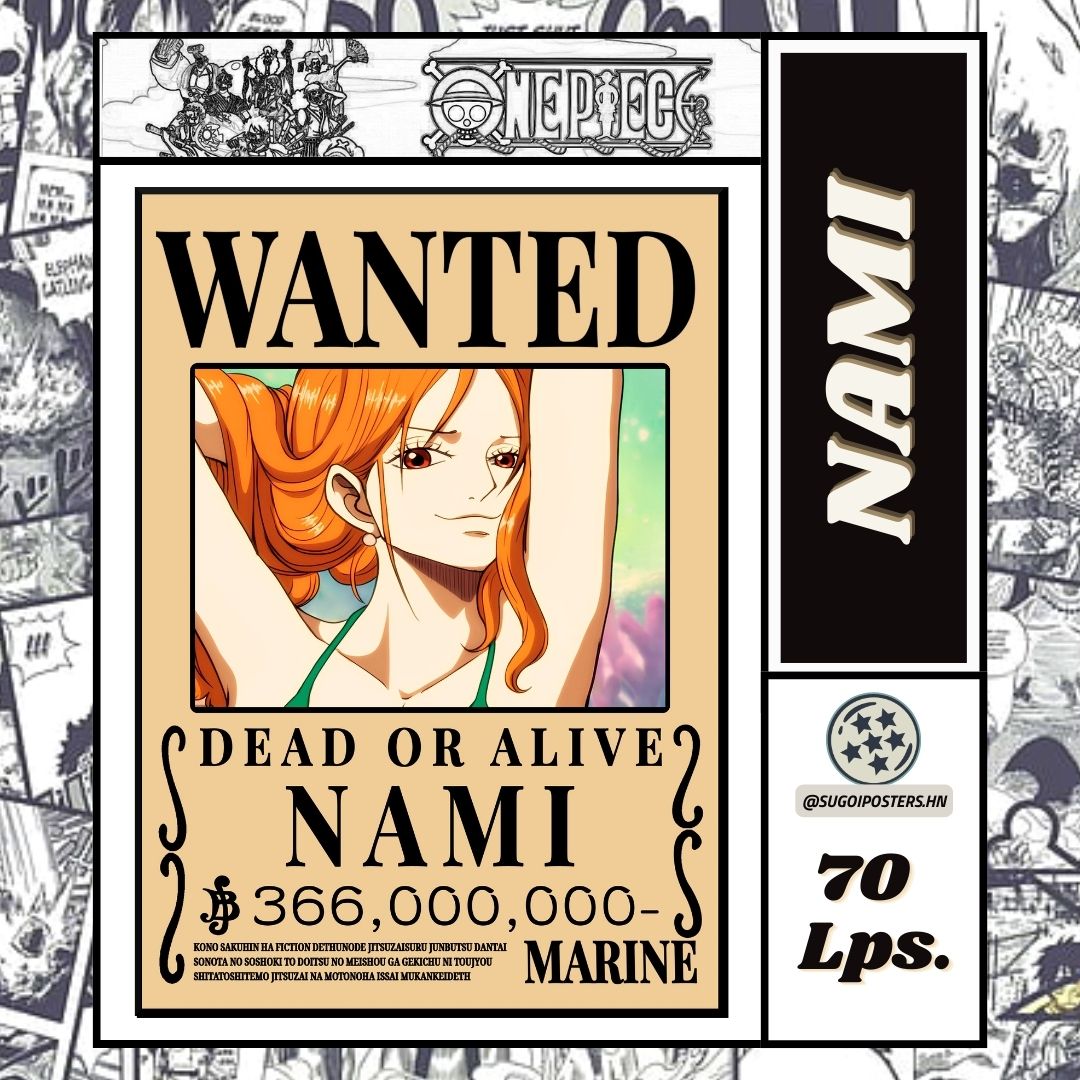 ONE PIECE
WANTED
DEAD OR ALIVE
NAMI
366,000,000-
KONO SAKUHIN HA FICTION DETHUNODE JITSUZAISURU JUNBUTSU DANTAI
SONOTA NO SOSHOKI TO DOITSU NO MEISHOU GA GEKICHU NI TOUJYOU
SHITATOSHITEMO JITSUZAI NA MOTONOHA ISSAI MUKANKEIDETH
MARINE
NAMI
@SUGOIPOSTERS.HN
70
Lps.